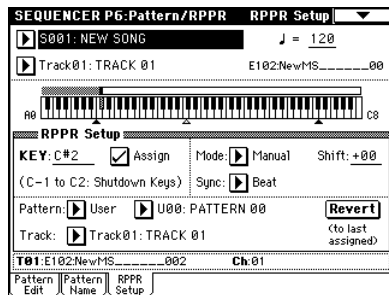 SEQUENCER P6:Pattern/RPPR RPPR Setup
S001: NEW SONG ♩ = 120
Track01: TRACK 01 E102:NewMS______00
A0 C8
RPPR Setup
KEY: C#2 Assign Mode: Manual Shift: +00
(C-1 to C2: Shutdown Keys) Sync: Beat
Pattern: User U00: PATTERN 00 Revert
Track: Track01: TRACK 01 (to last assigned)
T01:E102:NewMS______002 Ch:01
Pattern Edit Pattern Name RPPR Setup